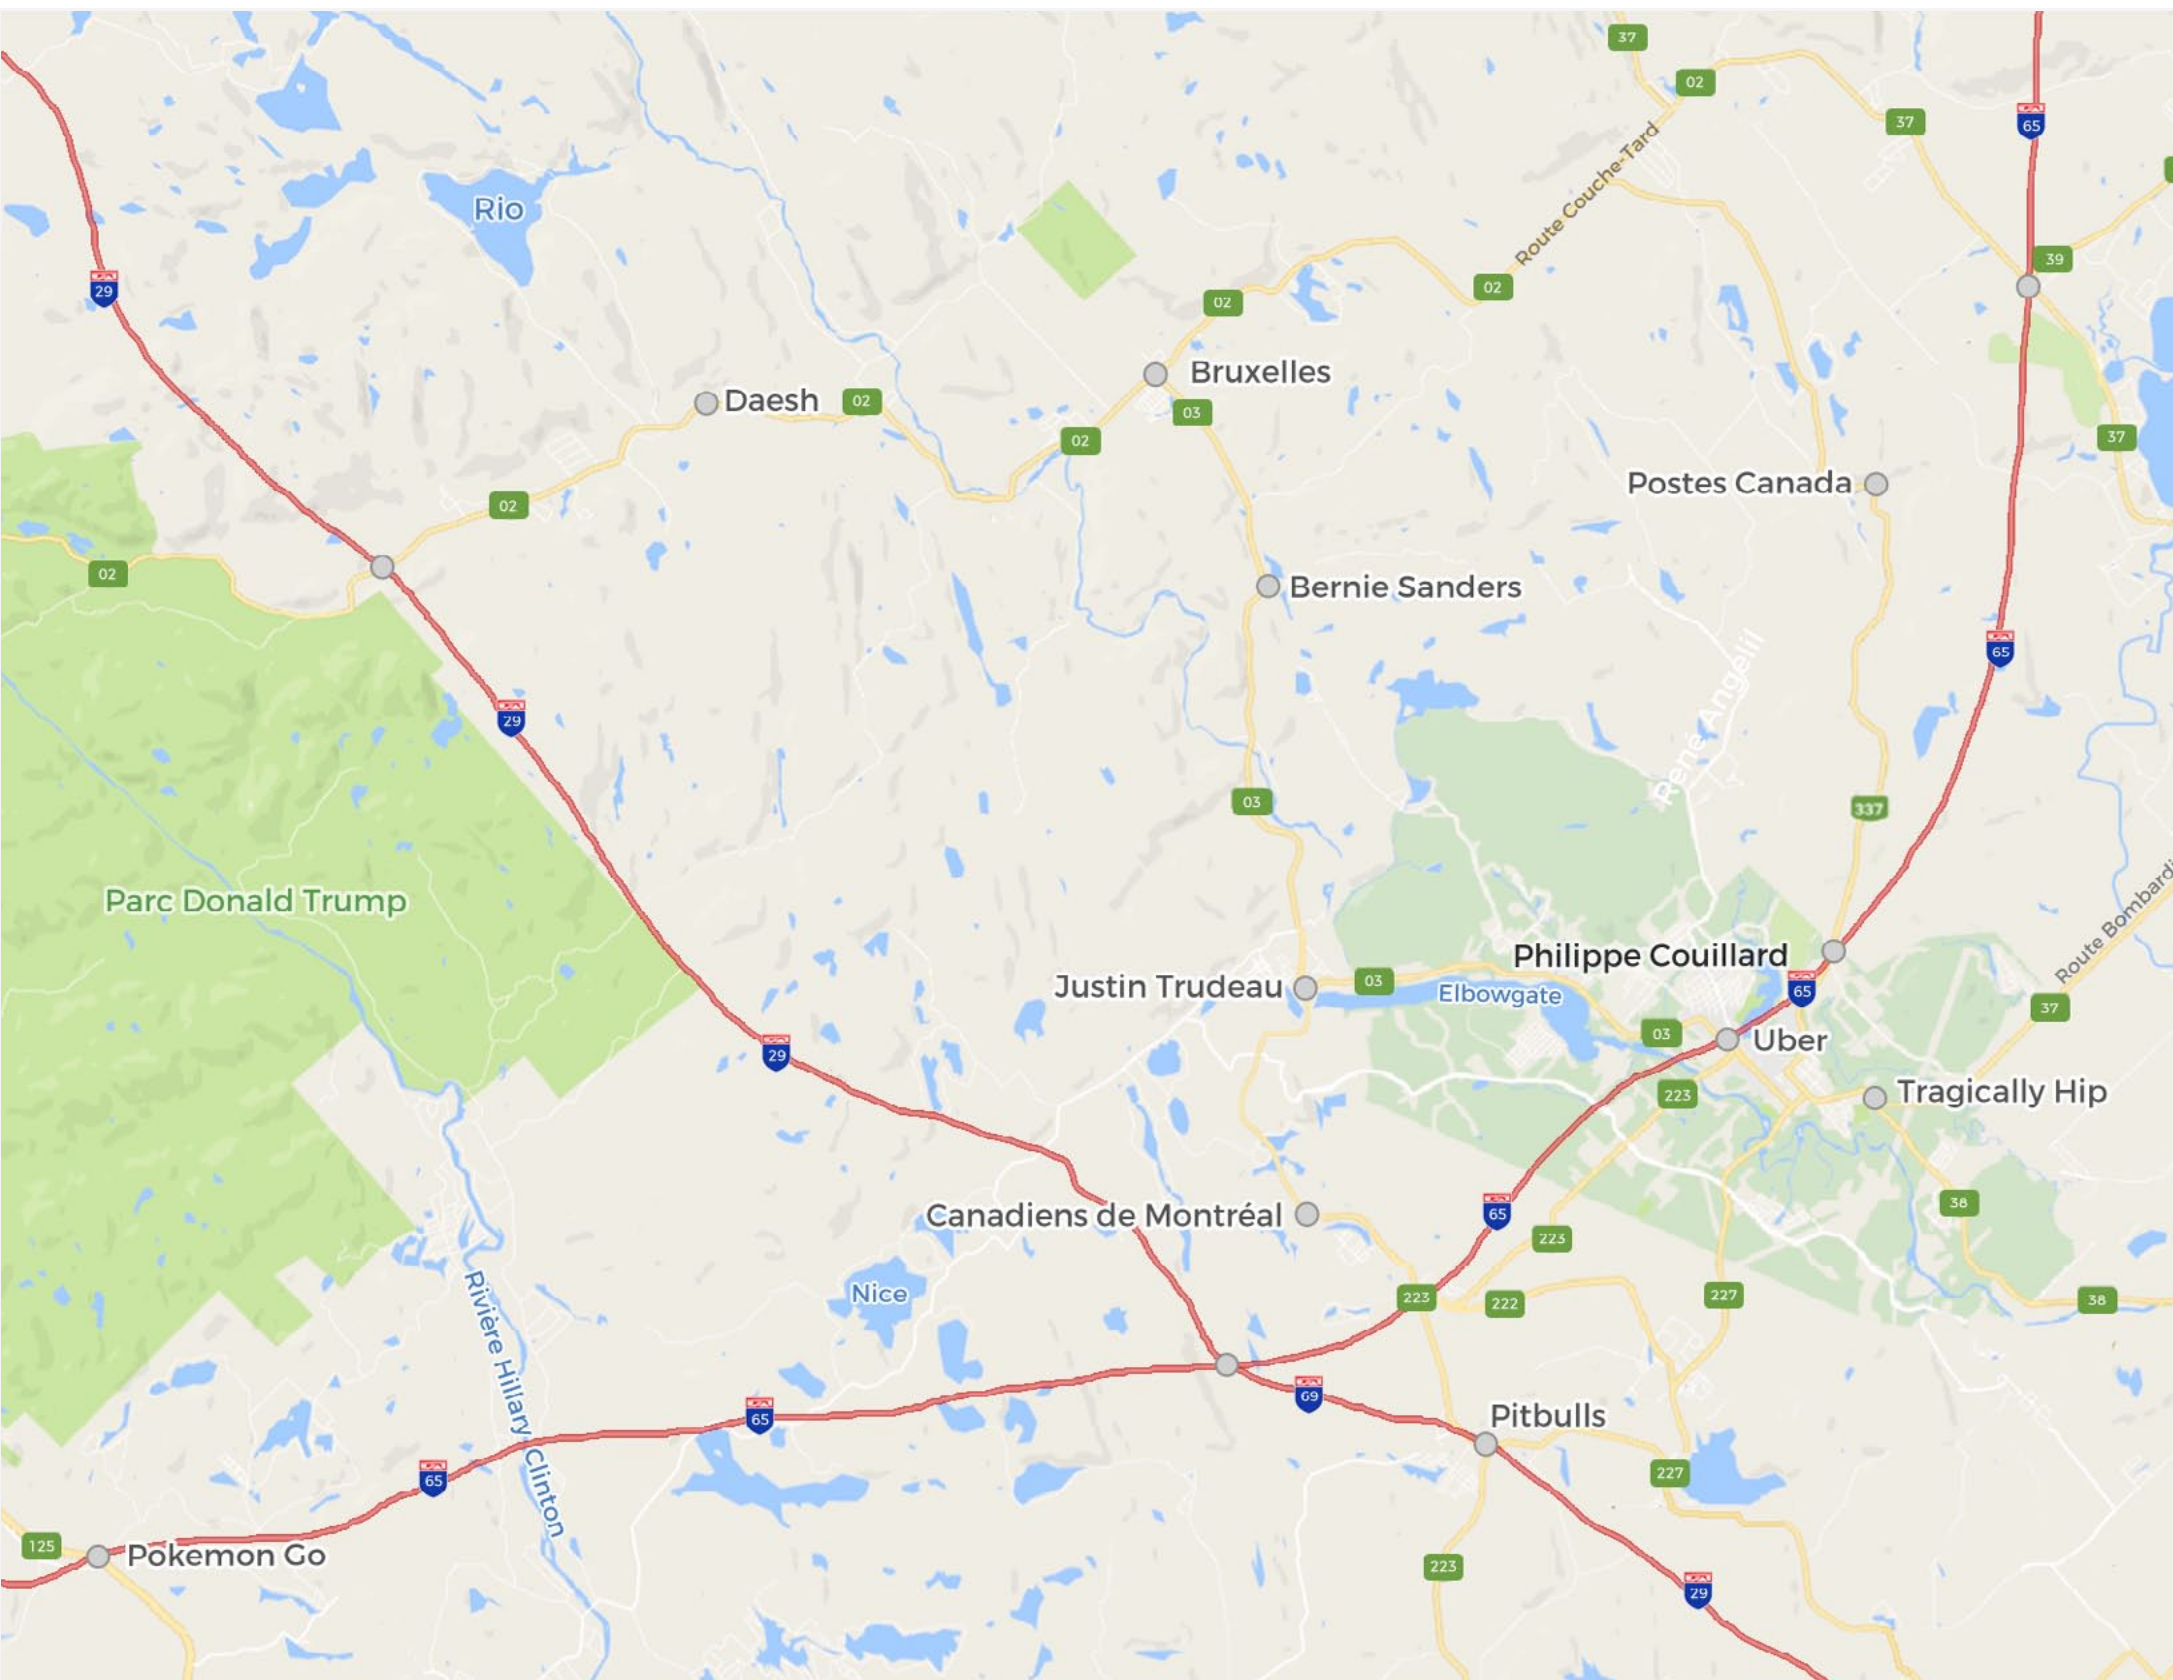 37
02
37
65
Route Couche-Tard
Rio
39
29
02
02
Bruxelles
Daesh
02
03
02
37
Postes Canada
02
02
Bernie Sanders
65
René Angélil
29
03
337
Route Bombardi
Parc Donald Trump
Philippe Couillard
Justin Trudeau
03
Elbowgate
65
37
03
Uber
29
223
Tragically Hip
38
65
Canadiens de Montréal
223
Nice
223
222
227
38
Rivière Hillary Clinton
69
65
Pitbulls
65
227
125
Pokemon Go
223
29